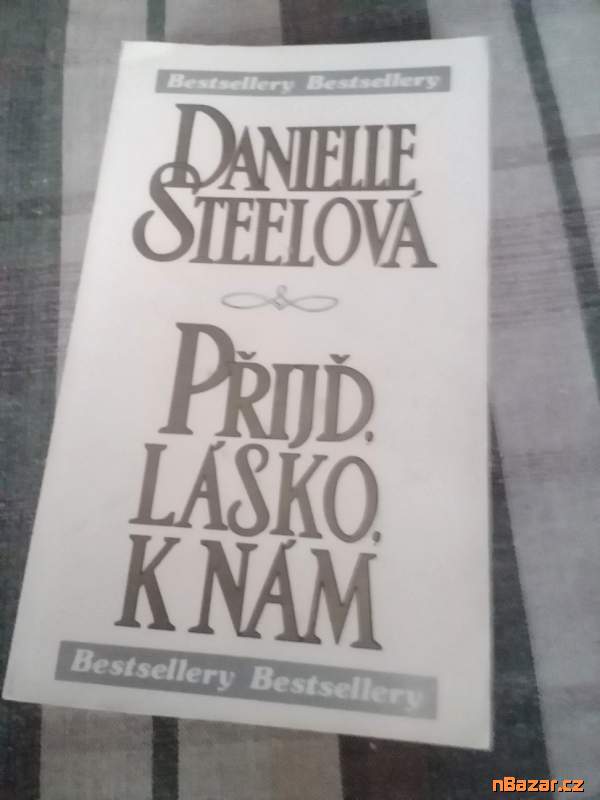 Bestsellery Bestsellery
DANIELLE
STEELOVÁ
PŘIJĎ,
LÁSKO,
K NÁM
Bestsellery Bestsellery
nBazar.cz